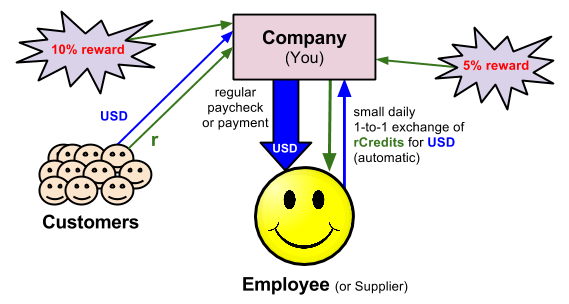 10% reward
Company
(You)
5% reward
regular
paycheck
or payment
USD
USD
r
small daily
1-to-1 exchange of
rCredits for USD
(automatic)
Customers
Employee (or Supplier)